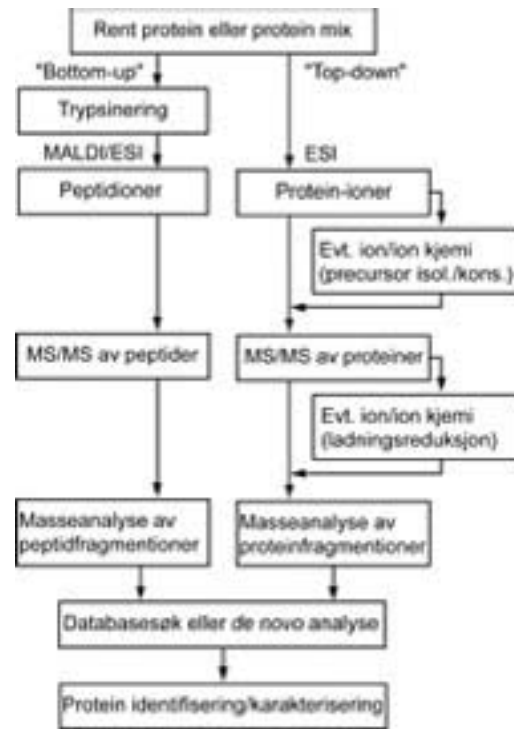 Rent protein eller protein mix
"Bottom-up"
"Top-down"
Trypsinering
MALDI/ESI
ESI
Peptidioner
Protein-ioner
Evt. ion/ion kjemi
(precursor isol./kons.)
MS/MS av peptider
MS/MS av proteiner
Evt. ion/ion kjemi
(ladningsreduksjon)
Masseanalyse av
peptidfragmentioner
Masseanalyse av
proteinfragmentioner
Databasesøk eller de novo analyse
Protein identifisering/karakterisering